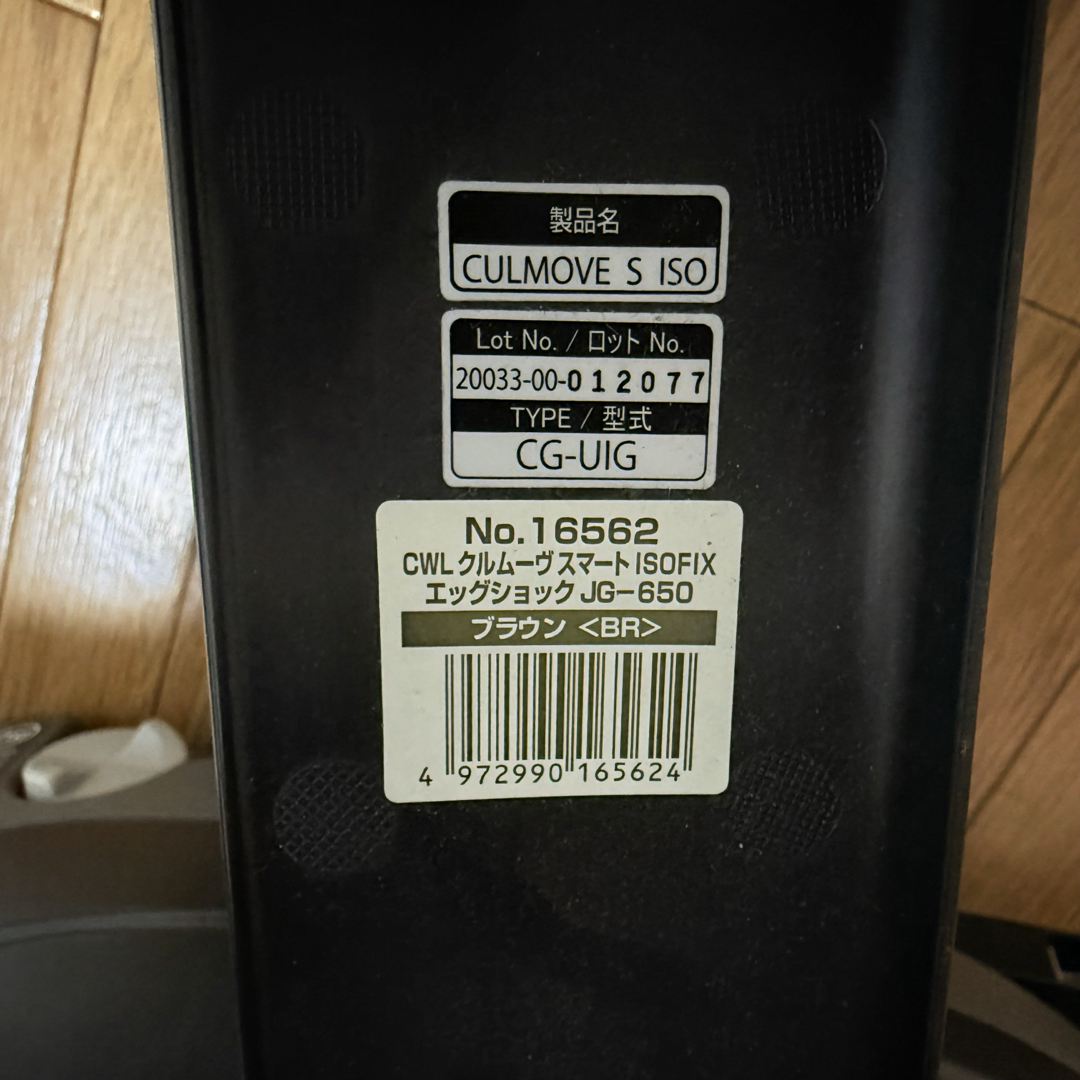 製品名
CULMOVE S ISO
Lot No. / ロット No.
20033-00-012077
TYPE / 型式
CG-UIG
No.16562
CWL クルムーヴ スマート ISOFIX
エッグショック JG-650
ブラウン <BR>
4 972990 165624